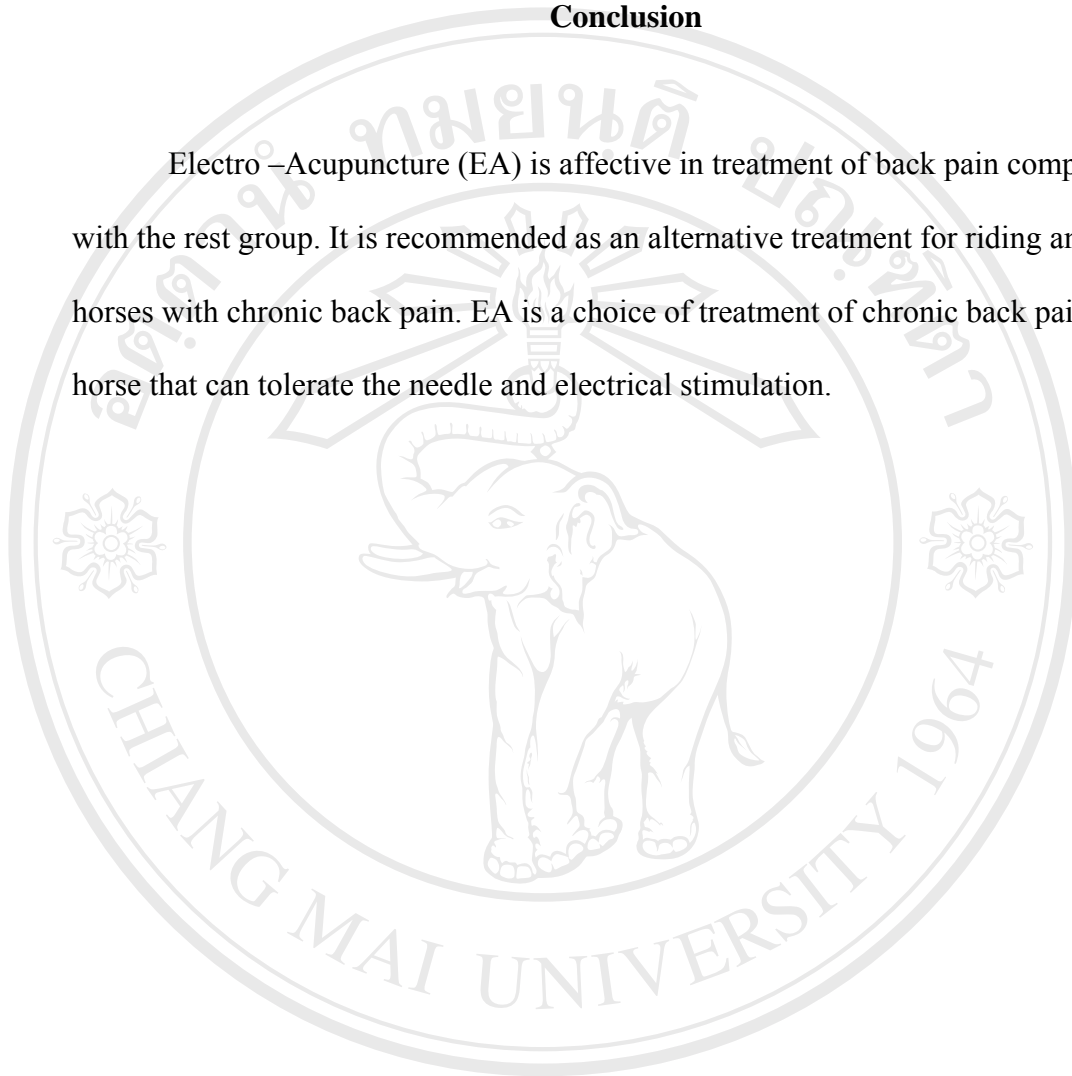 Conclusion
Electro –Acupuncture (EA) is affective in treatment of back pain comp
with the rest group. It is recommended as an alternative treatment for riding
horses with chronic back pain. EA is a choice of treatment of chronic back
horse that can tolerate the needle and electrical stimulation.
CHIANG MAI UNIVERSITY 1964